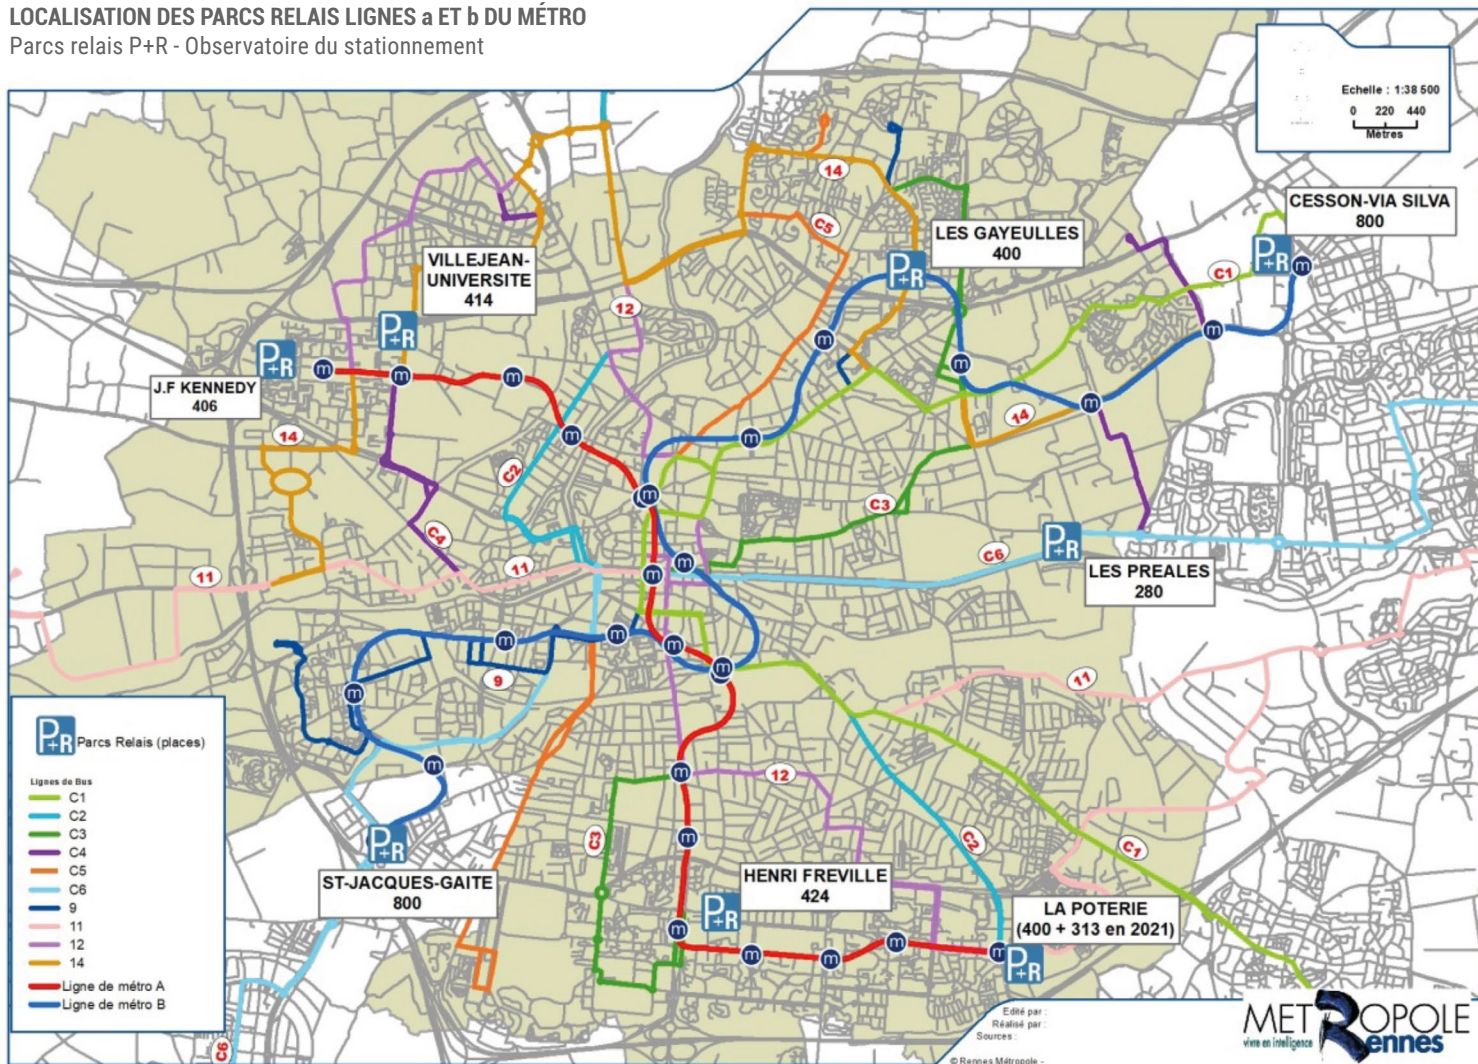 LOCALISATION DES PARCS RELAIS LIGNES a ET b DU MÉTRO
Parcs relais P+R - Observatoire du stationnement
Echelle : 1:38 500
0 220 440
Mètres
CESSON-VIA SILVA
800
P+R
m
C1
14
C5
LES GAYEULLES
400
P+R
VILLEJEAN-
UNIVERSITE
414
P+R
12
P+R
J.F KENNEDY
406
m
m
m
m
m
m
m
m
14
14
C2
m
m
m
C3
C4
C6
P+R
LES PREALES
280
11
11
m
m
m
m
m
m
9
11
m
m
P+R
ST-JACQUES-GAITE
800
m
12
m
C3
C2
C1
HENRI FREVILLE
424
P+R
m
m
m
m
m
LA POTERIE
(400 + 313 en 2021)
P+R
C6
P+R Parcs Relais (places)
Lignes de Bus
C1
C2
C3
C4
C5
C6
9
11
12
14
Ligne de métro A
Ligne de métro B
Edité par :
Réalisé par :
Sources :
© Rennes Métropole -
METROPOLE
vivre en intelligence
Rennes